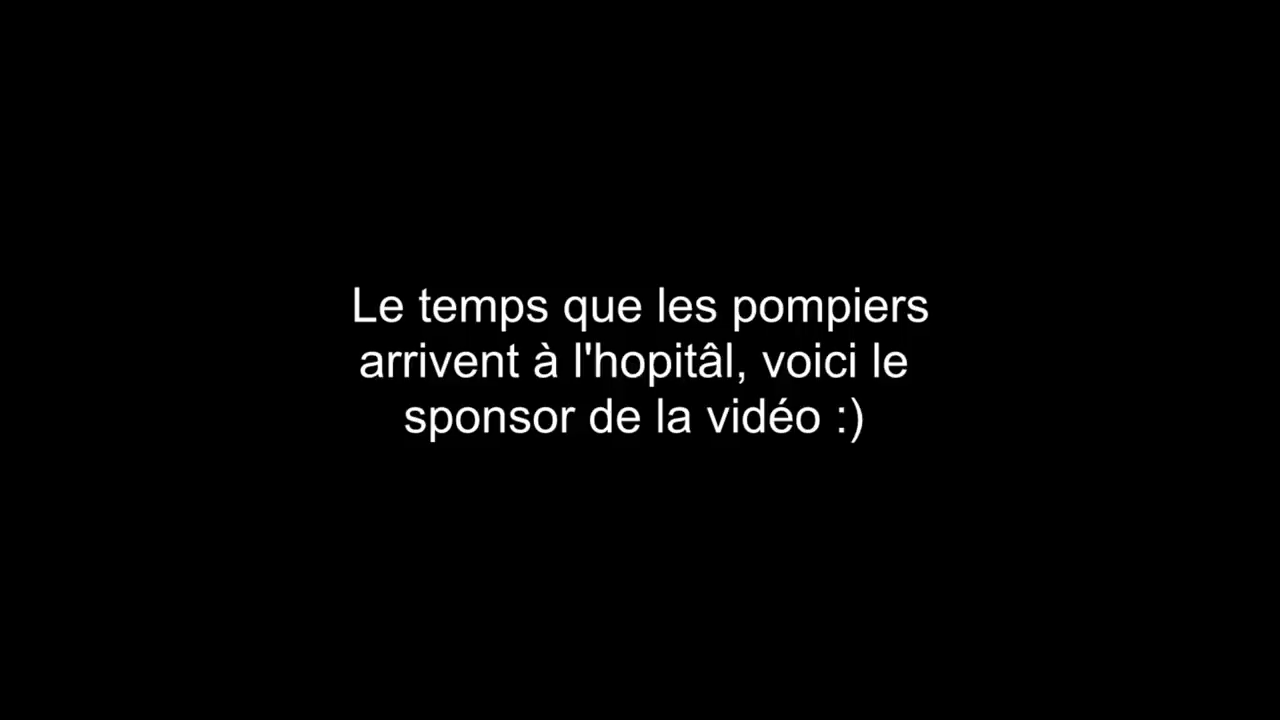 Le temps que les pompiers
arrivent à l'hopitâl, voici le
sponsor de la vidéo :)